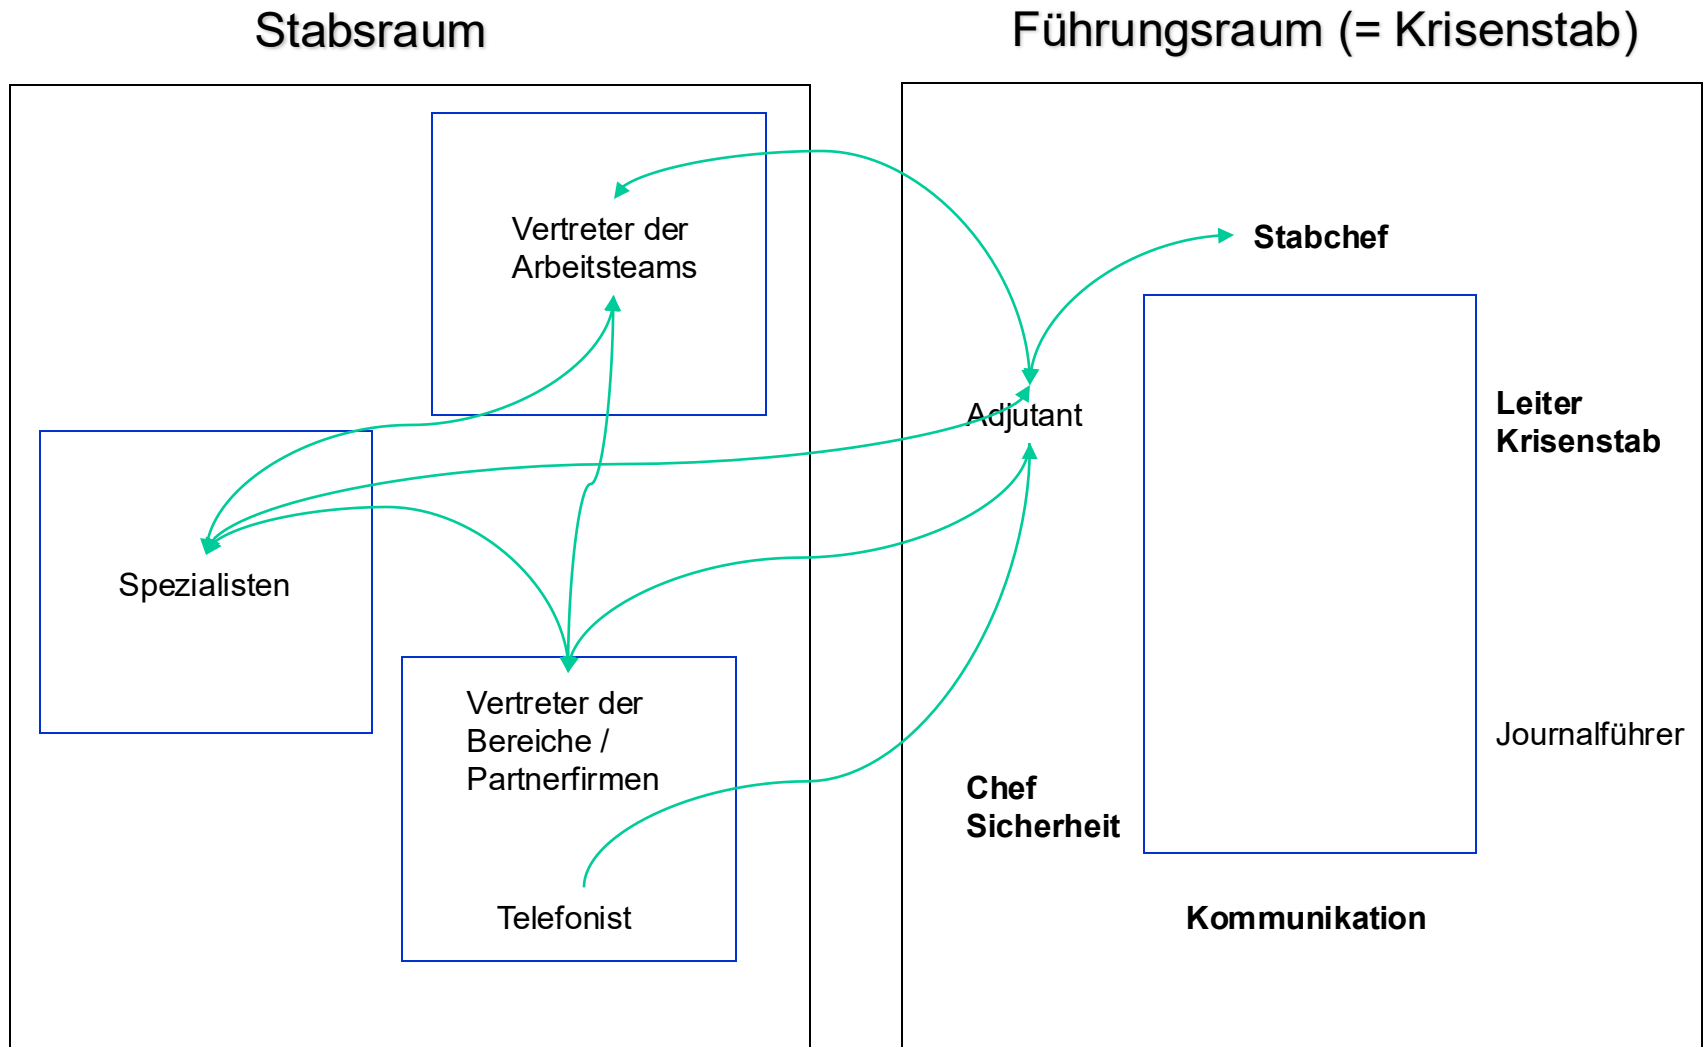 Stabsraum
Führungsraum (= Krisenstab)
Vertreter der
Arbeitsteams
Spezialisten
Vertreter der
Bereiche /
Partnerfirmen
Telefonist
Stabchef
Adjutant
Leiter
Krisenstab
Journalführer
Chef
Sicherheit
Kommunikation